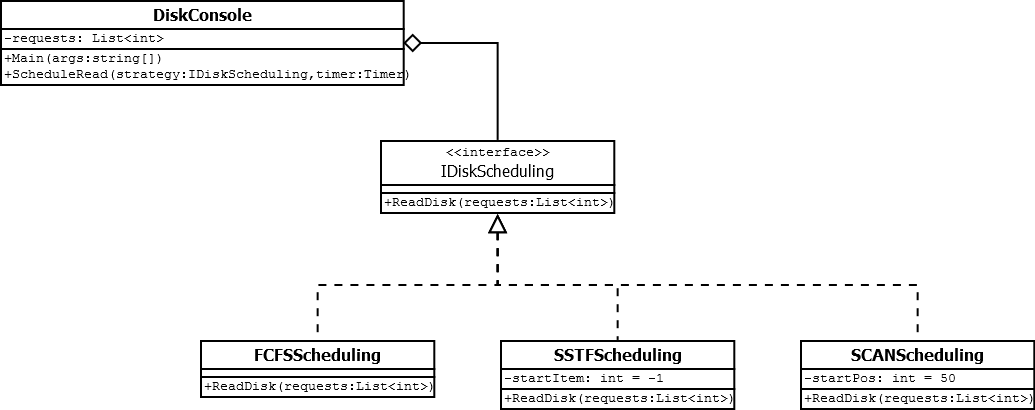 DiskConsole
-requests: List<int>
+Main(args:string[])
+ScheduleRead(strategy:IDiskScheduling,timer:Timer)
<<interface>>
IDiskScheduling
+ReadDisk(requests:List<int>)
FCFSScheduling
+ReadDisk(requests:List<int>)
SSTFScheduling
-startItem: int = -1
+ReadDisk(requests:List<int>)
SCANScheduling
-startPos: int = 50
+ReadDisk(requests:List<int>)